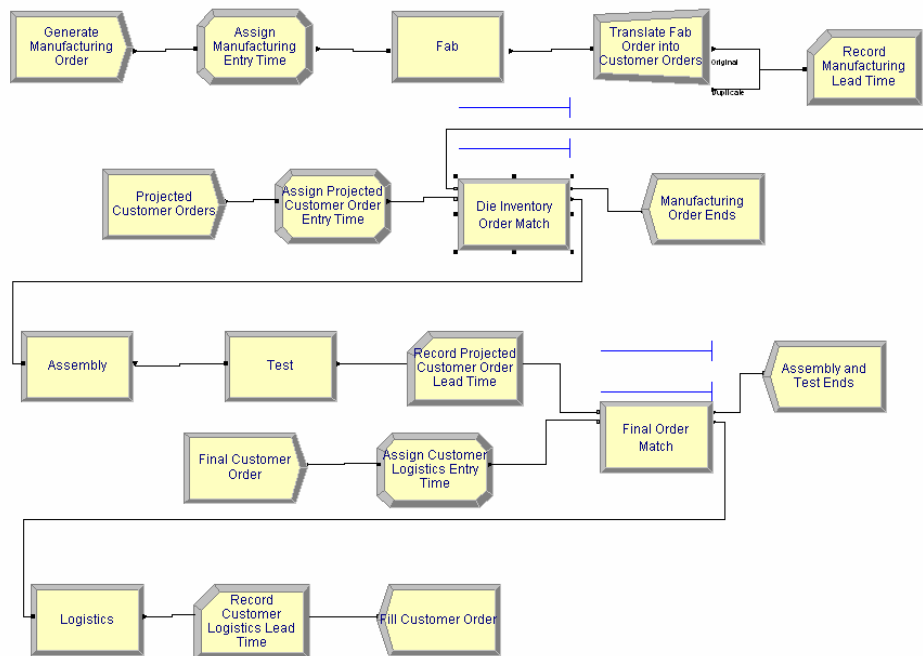 Generate
Manufacturing
Order
Assign
Manufacturing
Entry Time
Fab
Translate Fab
Order into
Customer Orders
Original
Duplicate
Record
Manufacturing
Lead Time
Projected
Customer Orders
Assign Projected
Customer Order
Entry Time
Die Inventory
Order Match
Manufacturing
Order Ends
Assembly
Test
Record Projected
Customer Order
Lead Time
Assembly and
Test Ends
Final Order
Match
Final Customer
Order
Assign Customer
Logistics Entry
Time
Logistics
Record
Customer
Logistics Lead
Time
Fill Customer Order